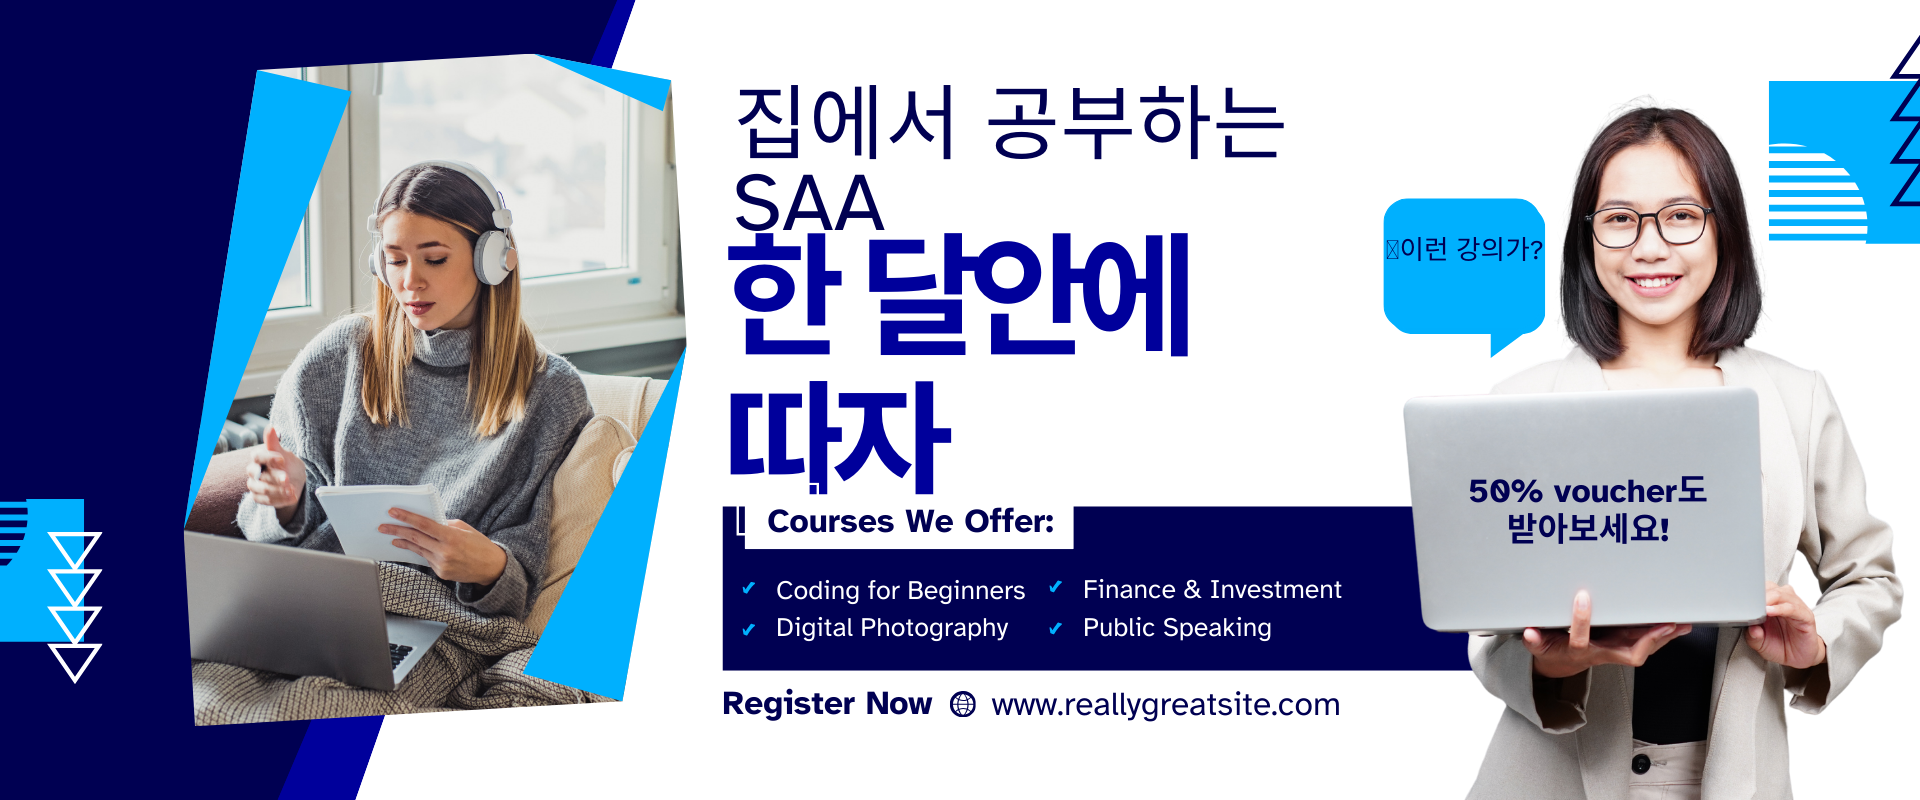 집에서 공부하는
SAA
한 달안에
따자
이런 강의가?
50% voucher도
받아보세요!
Courses We Offer:
Coding for Beginners
Finance & Investment
Digital Photography
Public Speaking
Register Now www.reallygreatsite.com